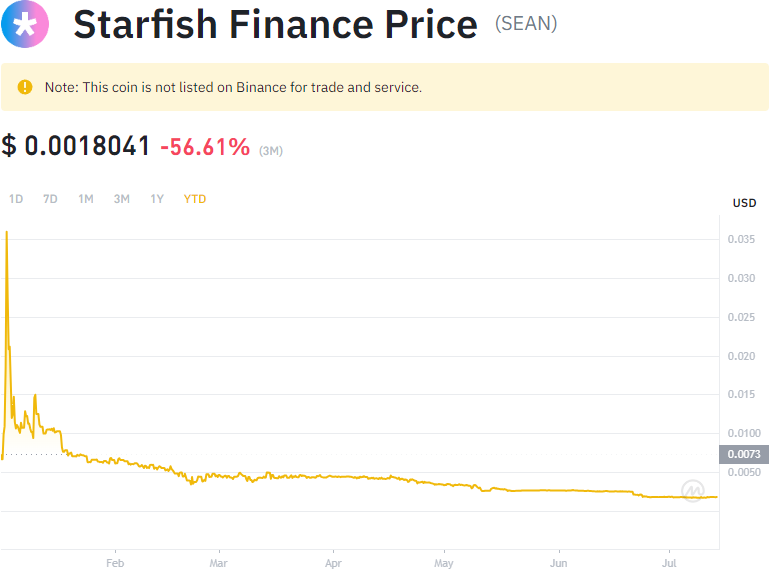 Starfish Finance Price (SEAN)
Note: This coin is not listed on Binance for trade and service.
$ 0.0018041 -56.61% (3M)
1D 7D 1M 3M 1Y YTD
USD
0.035
0.030
0.025
0.020
0.015
0.0100
0.0073
0.0050
Feb Mar Apr May Jun Jul